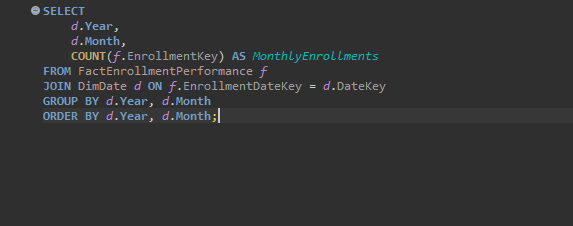 SELECT
d.Year,
d.Month,
COUNT(f.EnrollmentKey) AS MonthlyEnrollments
FROM FactEnrollmentPerformance f
JOIN DimDate d ON f.EnrollmentDateKey = d.DateKey
GROUP BY d.Year, d.Month
ORDER BY d.Year, d.Month;